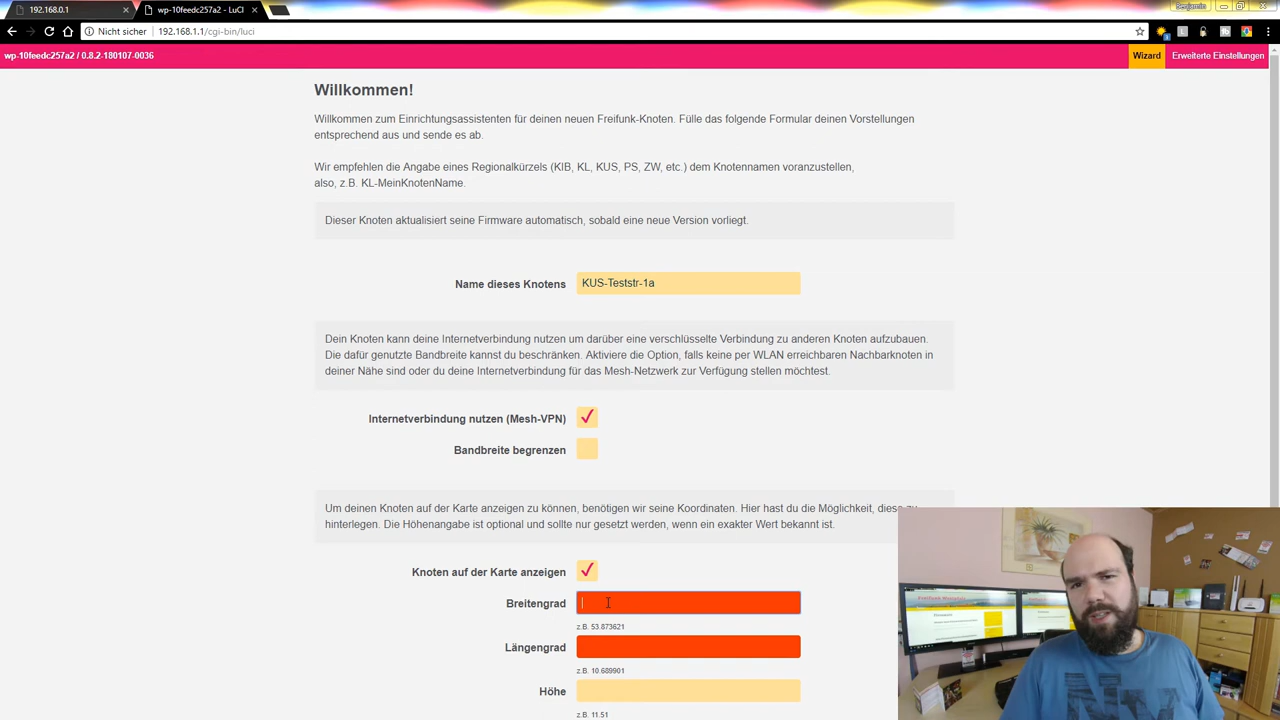 192.168.0.1
wp-10feedc257a2 - LuCI
Benjamin
Nicht sicher | 192.168.1.1/cgi-bin/luci
wp-10feedc257a2 / 0.8.2-180107-0036
Wizard
Erweiterte Einstellungen
Willkommen!
Willkommen zum Einrichtungsassistenten für deinen neuen Freifunk-Knoten. Fülle das folgende Formular deinen Vorstellungen
entsprechend aus und sende es ab.
Wir empfehlen die Angabe eines Regionalkürzels (KIB, KL, KUS, PS, ZW, etc.) dem Knotennamen voranzustellen,
also, z.B. KL-MeinKnotenName.
Dieser Knoten aktualisiert seine Firmware automatisch, sobald eine neue Version vorliegt.
Name dieses Knotens
KUS-Teststr-1a
Dein Knoten kann deine Internetverbindung nutzen um darüber eine verschlüsselte Verbindung zu anderen Knoten aufzubauen.
Die dafür genutzte Bandbreite kannst du beschränken. Aktiviere die Option, falls keine per WLAN erreichbaren Nachbarknoten in
deiner Nähe sind oder du deine Internetverbindung für das Mesh-Netzwerk zur Verfügung stellen möchtest.
Internetverbindung nutzen (Mesh-VPN)
Bandbreite begrenzen
Um deinen Knoten auf der Karte anzeigen zu können, benötigen wir seine Koordinaten. Hier hast du die Möglichkeit, diese zu
hinterlegen. Die Höhenangabe ist optional und sollte nur gesetzt werden, wenn ein exakter Wert bekannt ist.
Knoten auf der Karte anzeigen
Breitengrad
z.B. 53.873621
Längengrad
z.B. 10.689901
Höhe
z.B. 11.51